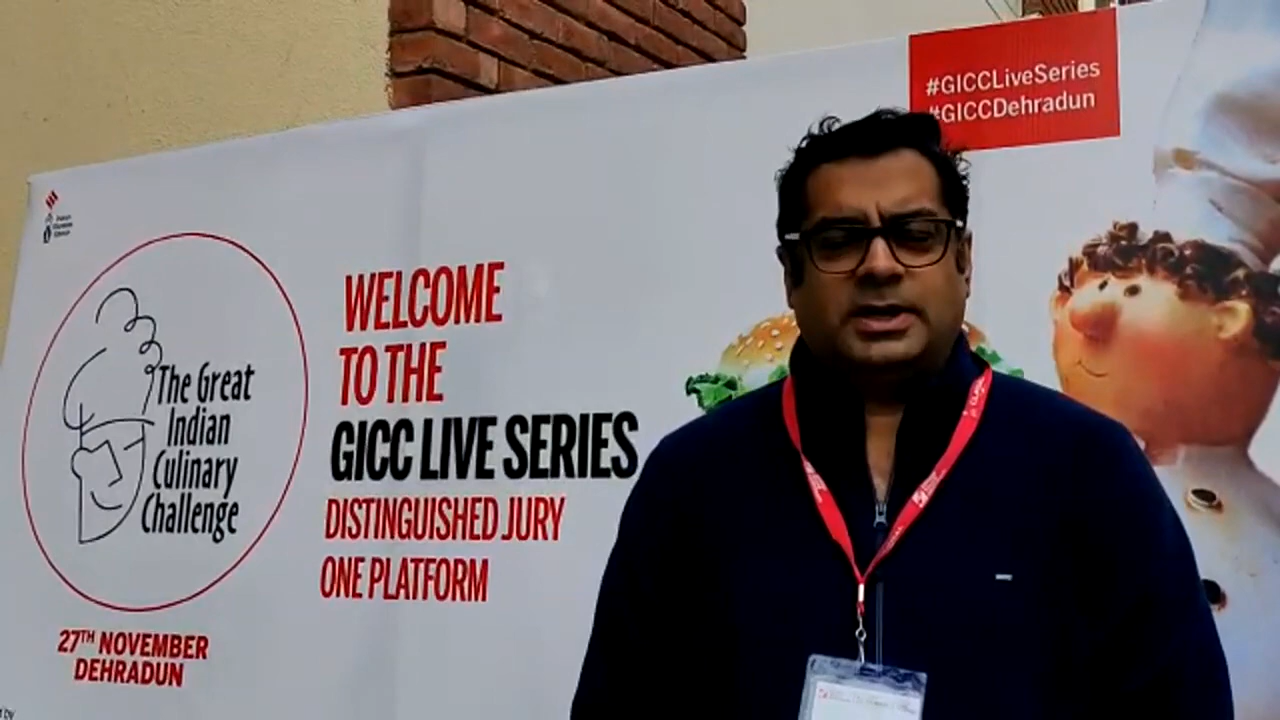 #GICCLiveSeries
#GICCDehradun
The Great
Indian
Culinary
Challenge
WELCOME
TO THE
GICC LIVE SERIES
DISTINGUISHED JURY
ONE PLATFORM
27TH NOVEMBER
DEHRADUN